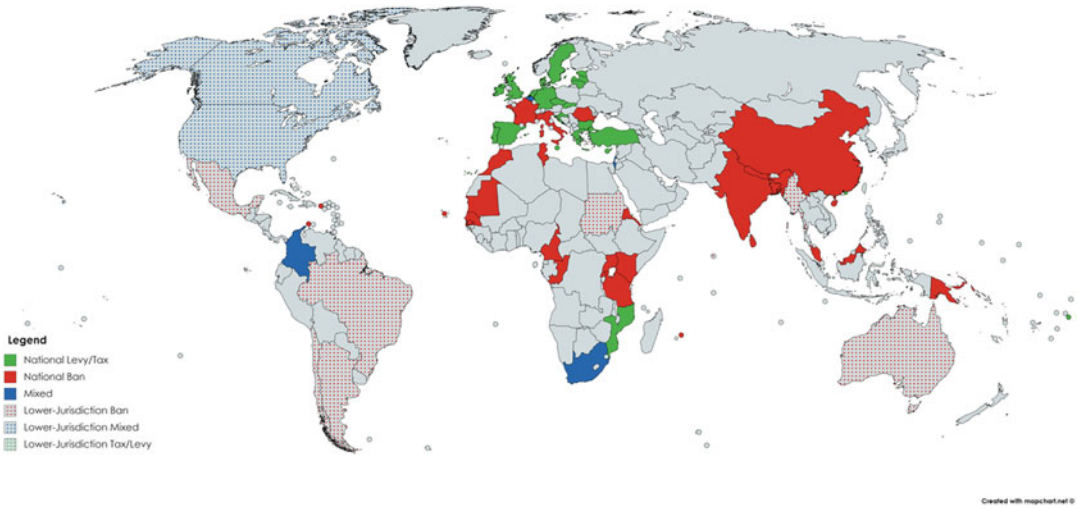 Legend
National Levy/Tax
National Ban
Mixed
Lower-Jurisdiction Ban
Lower-Jurisdiction Mixed
Lower-Jurisdiction Tax/Levy
Created with mapchart.net ©